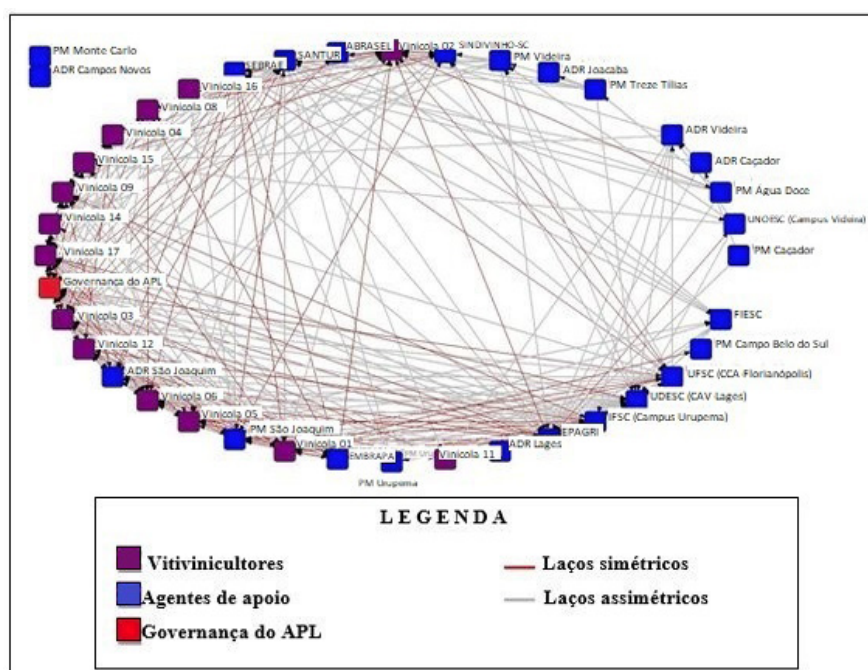 PM Monte Carlo
ADR Campos Novos
SEBRAE
SANTUR
ABRASEL
Vinícola 02
SINDIVINHO-SC
PM Videira
ADR Joacaba
PM Treze Tílias
Vinícola 16
Vinícola 08
Vinícola 04
Vinícola 15
Vinícola 09
Vinícola 14
Vinícola 17
Governança do APL
Vinícola 03
Vinícola 12
ADR São Joaquim
Vinícola 06
Vinícola 05
PM São Joaquim
Vinícola 01
EMBRAPA
PM Urupema
Vinícola 11
ADR Lages
EPAGRI
IFSC (Campus Urupema)
UDESC (CAV Lages)
UFSC (CCA Florianópolis)
PM Campo Belo do Sul
FIESC
PM Caçador
UNOESC (Campus Videira)
PM Água Doce
ADR Caçador
ADR Videira
LEGENDA
Vitivinicultores
Agentes de apoio
Governança do APL
Laços simétricos
Laços assimétricos